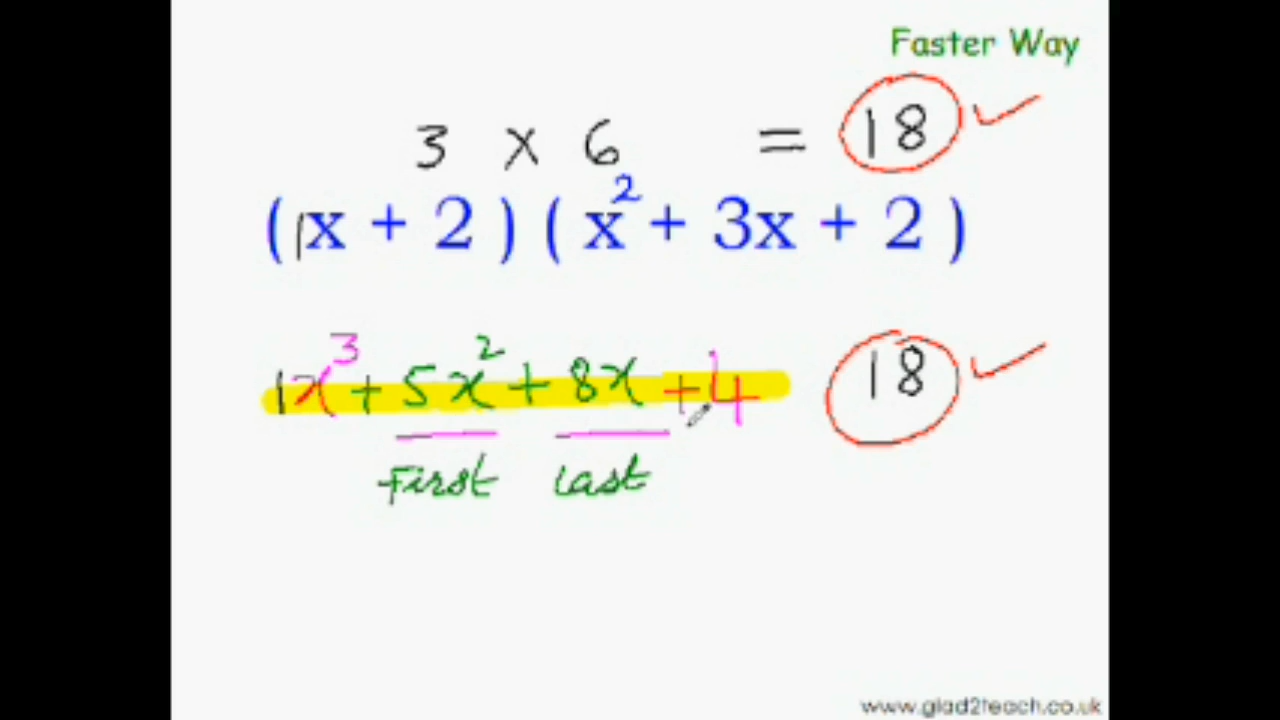 Faster Way
3 x 6 = 18 ✓
(1x + 2)(x² + 3x + 2)
1x³ + 5x² + 8x + 4 18 ✓
First Last
www.glad2teach.co.uk